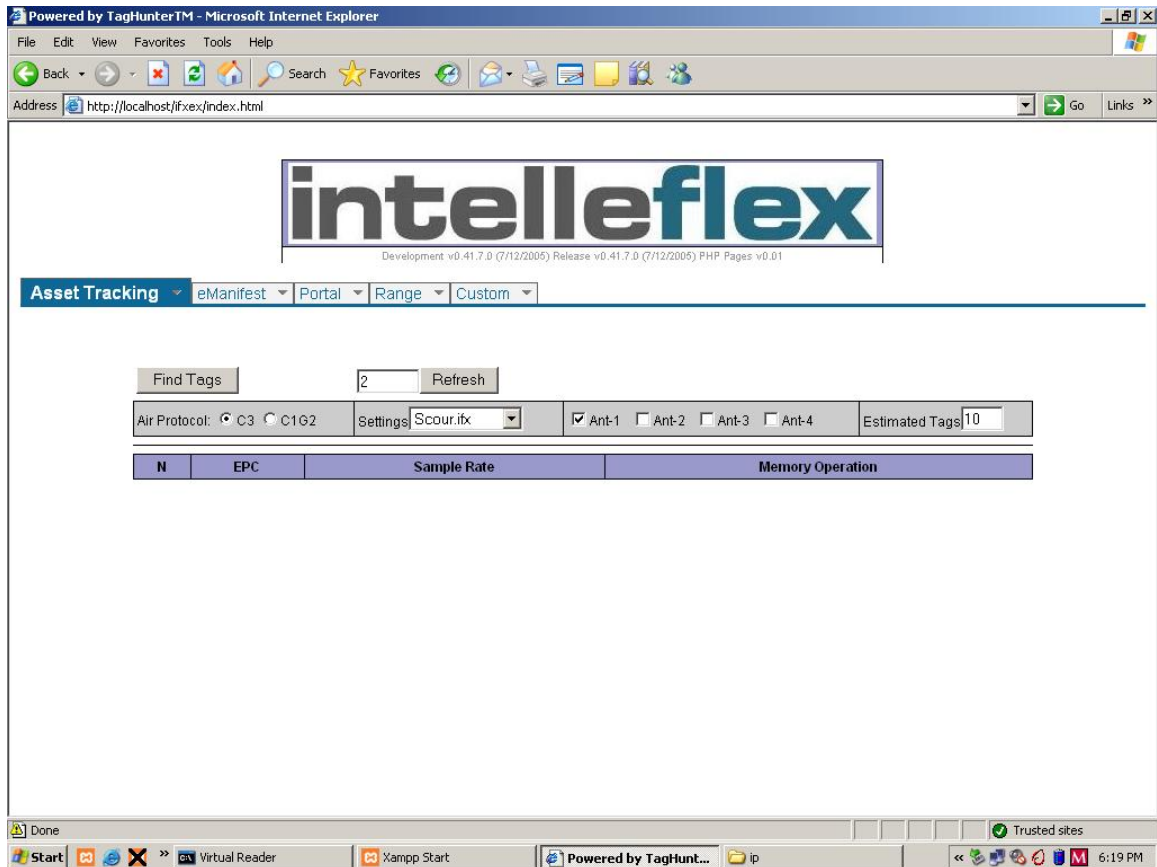 Powered by TagHunterTM - Microsoft Internet Explorer
File Edit View Favorites Tools Help
Back Search Favorites
Address http://localhost/ifxex/index.html Go Links »
intelleflex
Development v0.41.7.0 (7/12/2005) Release v0.41.7.0 (7/12/2005) PHP Pages v0.01
Asset Tracking eManifest Portal Range Custom
Find Tags 2 Refresh
Air Protocol: C3 C1G2 Settings Scour.ifx Ant-1 Ant-2 Ant-3 Ant-4 Estimated Tags 10
N EPC Sample Rate Memory Operation
Done Trusted sites
Start » Virtual Reader Xampp Start Powered by TagHunt... ip « M 6:19 PM